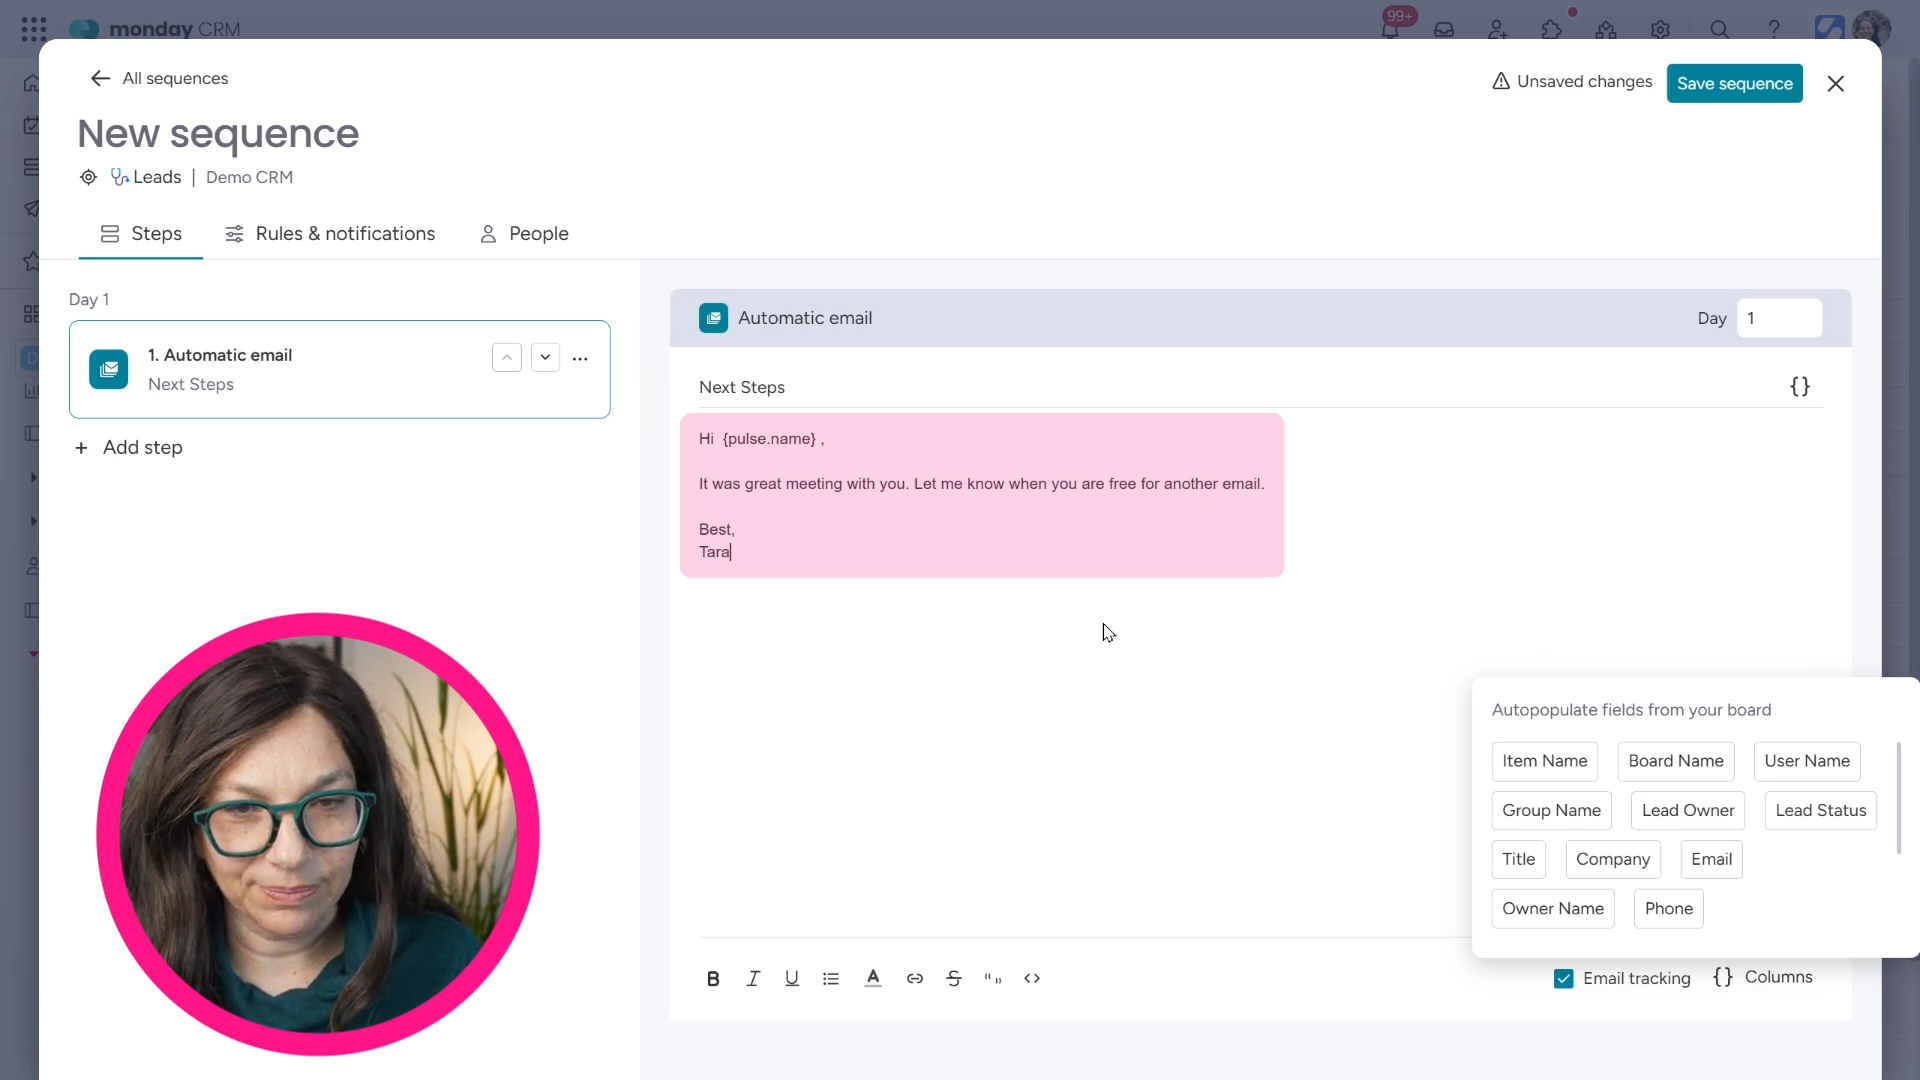 monday CRM
99+
All sequences
Unsaved changes
Save sequence
New sequence
Leads | Demo CRM
Steps
Rules & notifications
People
Day 1
1. Automatic email
Next Steps
+ Add step
Automatic email
Day 1
Next Steps
{}
Hi {pulse.name} ,
It was great meeting with you. Let me know when you are free for another email.
Best,
Tara
Autopopulate fields from your board
Item Name
Board Name
User Name
Group Name
Lead Owner
Lead Status
Title
Company
Email
Owner Name
Phone
Email tracking
{} Columns